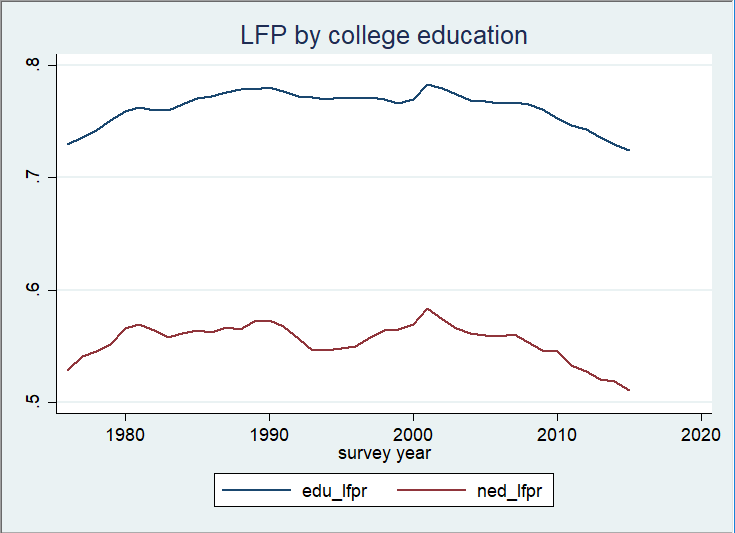 LFP by college education
.8
.7
.6
.5
1980 1990 2000 2010 2020
survey year
edu_lfpr ned_lfpr